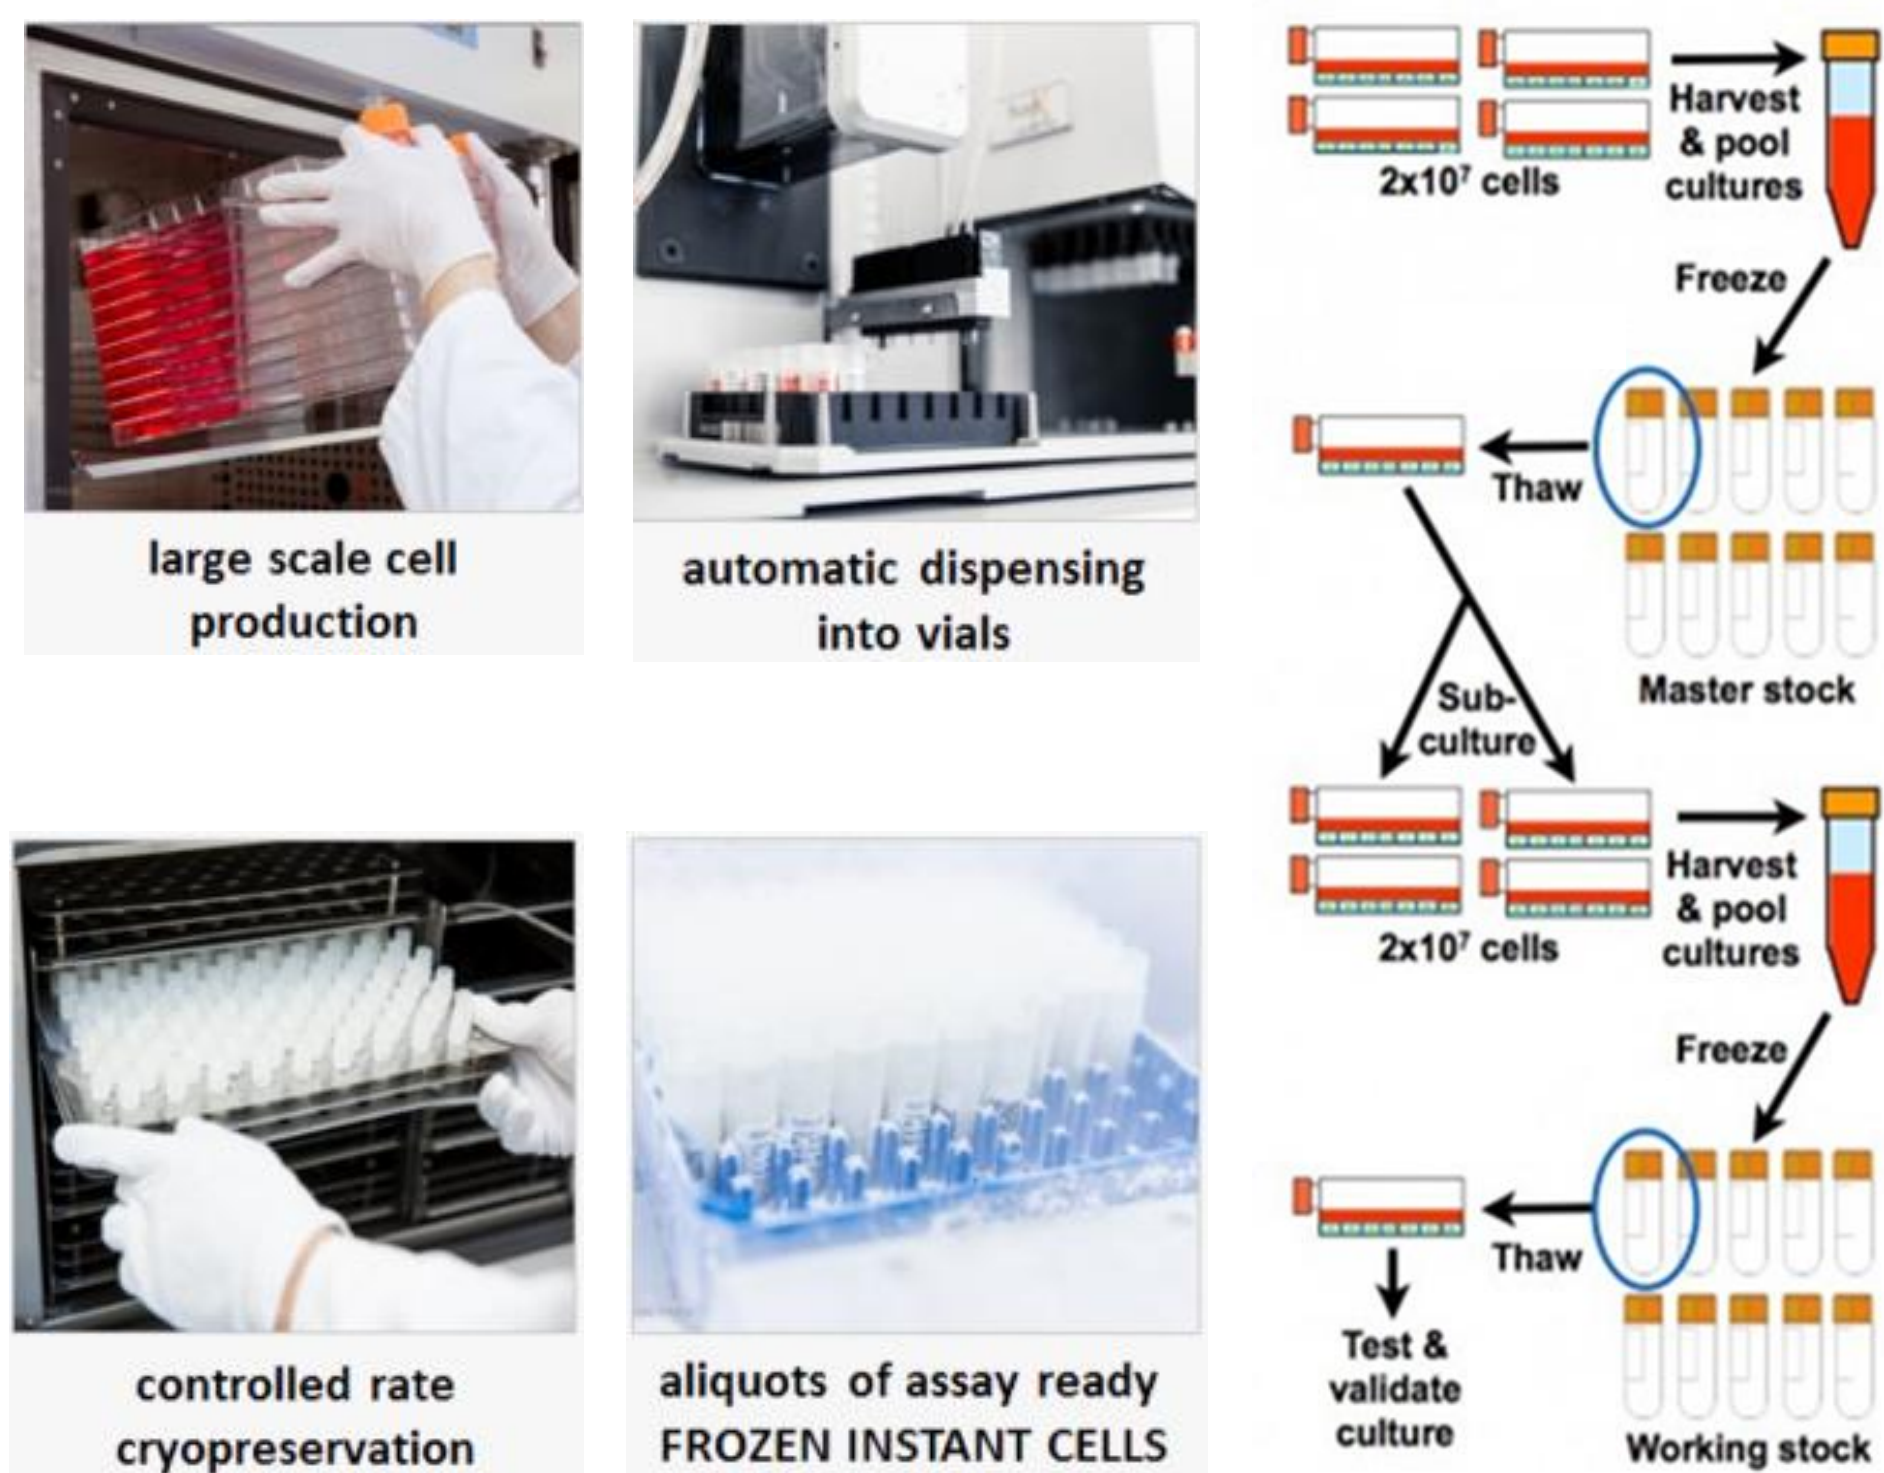 large scale cell
production
automatic dispensing
into vials
controlled rate
cryopreservation
aliquots of assay ready
FROZEN INSTANT CELLS
2x10⁷ cells
Harvest
& pool
cultures
Freeze
Thaw
Master stock
Sub-
culture
2x10⁷ cells
Harvest
& pool
cultures
Freeze
Thaw
Test &
validate
culture
Working stock